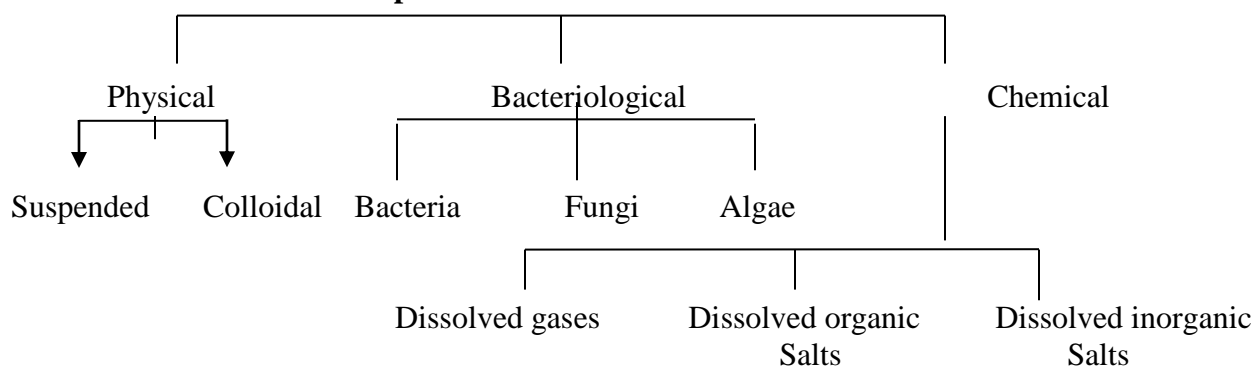 Physical Bacteriological Chemical
Suspended Colloidal Bacteria Fungi Algae
Dissolved gases Dissolved organic Dissolved inorganic
Salts Salts